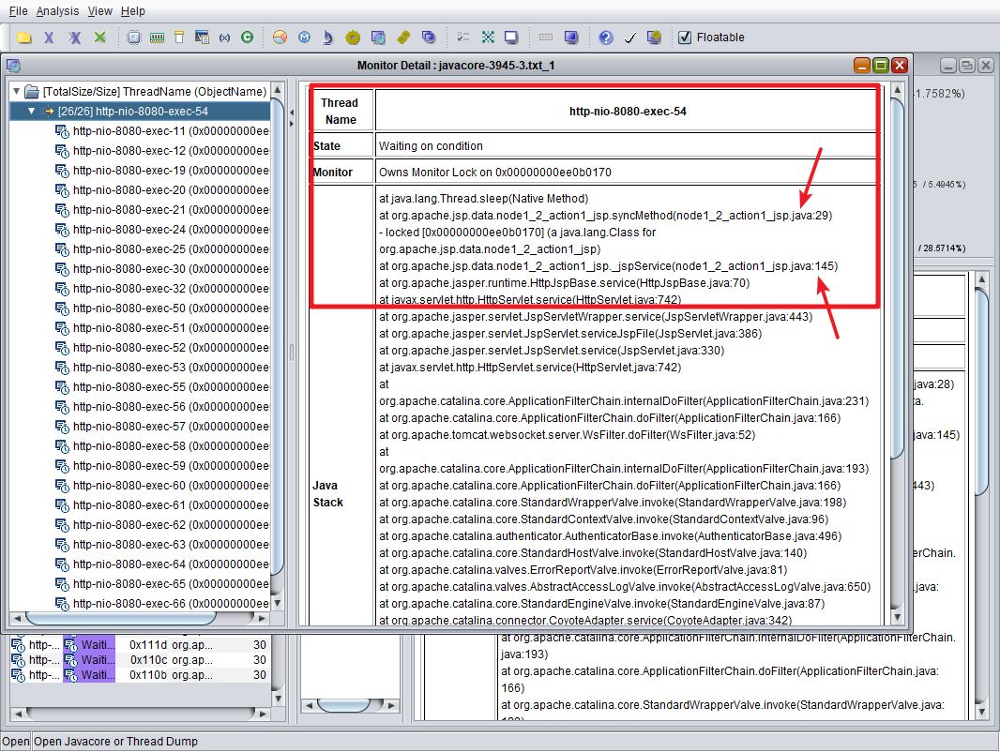 File Analysis View Help
Floatable
Monitor Detail : javacore-3945-3.txt_1
[TotalSize/Size] ThreadName (ObjectName)
[26/26] http-nio-8080-exec-54
http-nio-8080-exec-11 (0x00000000ee
http-nio-8080-exec-12 (0x00000000ee
http-nio-8080-exec-19 (0x00000000ee
http-nio-8080-exec-20 (0x00000000ee
http-nio-8080-exec-21 (0x00000000ee
http-nio-8080-exec-24 (0x00000000ee
http-nio-8080-exec-25 (0x00000000ee
http-nio-8080-exec-30 (0x00000000ee
http-nio-8080-exec-32 (0x00000000ee
http-nio-8080-exec-50 (0x00000000ee
http-nio-8080-exec-51 (0x00000000ee
http-nio-8080-exec-52 (0x00000000ee
http-nio-8080-exec-53 (0x00000000ee
http-nio-8080-exec-55 (0x00000000ee
http-nio-8080-exec-56 (0x00000000ee
http-nio-8080-exec-57 (0x00000000ee
http-nio-8080-exec-58 (0x00000000ee
http-nio-8080-exec-59 (0x00000000ee
http-nio-8080-exec-60 (0x00000000ee
http-nio-8080-exec-61 (0x00000000ee
http-nio-8080-exec-62 (0x00000000ee
http-nio-8080-exec-63 (0x00000000ee
http-nio-8080-exec-64 (0x00000000ee
http-nio-8080-exec-65 (0x00000000ee
http-nio-8080-exec-66 (0x00000000ee
Thread
Name
http-nio-8080-exec-54
State
Waiting on condition
Monitor
Owns Monitor Lock on 0x00000000ee0b0170
Java
Stack
at java.lang.Thread.sleep(Native Method)
at org.apache.jsp.data.node1_2_action1_jsp.syncMethod(node1_2_action1_jsp.java:29)
- locked [0x00000000ee0b0170] (a java.lang.Class for
org.apache.jsp.data.node1_2_action1_jsp)
at org.apache.jsp.data.node1_2_action1_jsp._jspService(node1_2_action1_jsp.java:145)
at org.apache.jasper.runtime.HttpJspBase.service(HttpJspBase.java:70)
at javax.servlet.http.HttpServlet.service(HttpServlet.java:742)
at org.apache.jasper.servlet.JspServletWrapper.service(JspServletWrapper.java:443)
at org.apache.jasper.servlet.JspServlet.serviceJspFile(JspServlet.java:386)
at org.apache.jasper.servlet.JspServlet.service(JspServlet.java:330)
at javax.servlet.http.HttpServlet.service(HttpServlet.java:742)
at
org.apache.catalina.core.ApplicationFilterChain.internalDoFilter(ApplicationFilterChain.java:231)
at org.apache.catalina.core.ApplicationFilterChain.doFilter(ApplicationFilterChain.java:166)
at org.apache.tomcat.websocket.server.WsFilter.doFilter(WsFilter.java:52)
at
org.apache.catalina.core.ApplicationFilterChain.internalDoFilter(ApplicationFilterChain.java:193)
at org.apache.catalina.core.ApplicationFilterChain.doFilter(ApplicationFilterChain.java:166)
at org.apache.catalina.core.StandardWrapperValve.invoke(StandardWrapperValve.java:198)
at org.apache.catalina.core.StandardContextValve.invoke(StandardContextValve.java:96)
at org.apache.catalina.authenticator.AuthenticatorBase.invoke(AuthenticatorBase.java:496)
at org.apache.catalina.core.StandardHostValve.invoke(StandardHostValve.java:140)
at org.apache.catalina.valves.ErrorReportValve.invoke(ErrorReportValve.java:81)
at org.apache.catalina.valves.AbstractAccessLogValve.invoke(AbstractAccessLogValve.java:650)
at org.apache.catalina.core.StandardEngineValve.invoke(StandardEngineValve.java:87)
at org.apache.catalina.connector.CoyoteAdapter.service(CoyoteAdapter.java:342)
1.7582%)
/ 5.4945%)
/ 28.5714%)
java:28)
ta.
java:145)
443)
erChain.
java:
erChain.
java:
http-... Waiti... 0x111d org.ap... 30
http-... Waiti... 0x110c org.ap... 30
http-... Waiti... 0x110b org.ap... 30
at org.apache.catalina.core.ApplicationFilterChain.internalDoFilter(ApplicationFilterChain.
java:193)
at org.apache.catalina.core.ApplicationFilterChain.doFilter(ApplicationFilterChain.java:
166)
at org.apache.catalina.core.StandardWrapperValve.invoke(StandardWrapperValve.java:
Open Open Javacore or Thread Dump